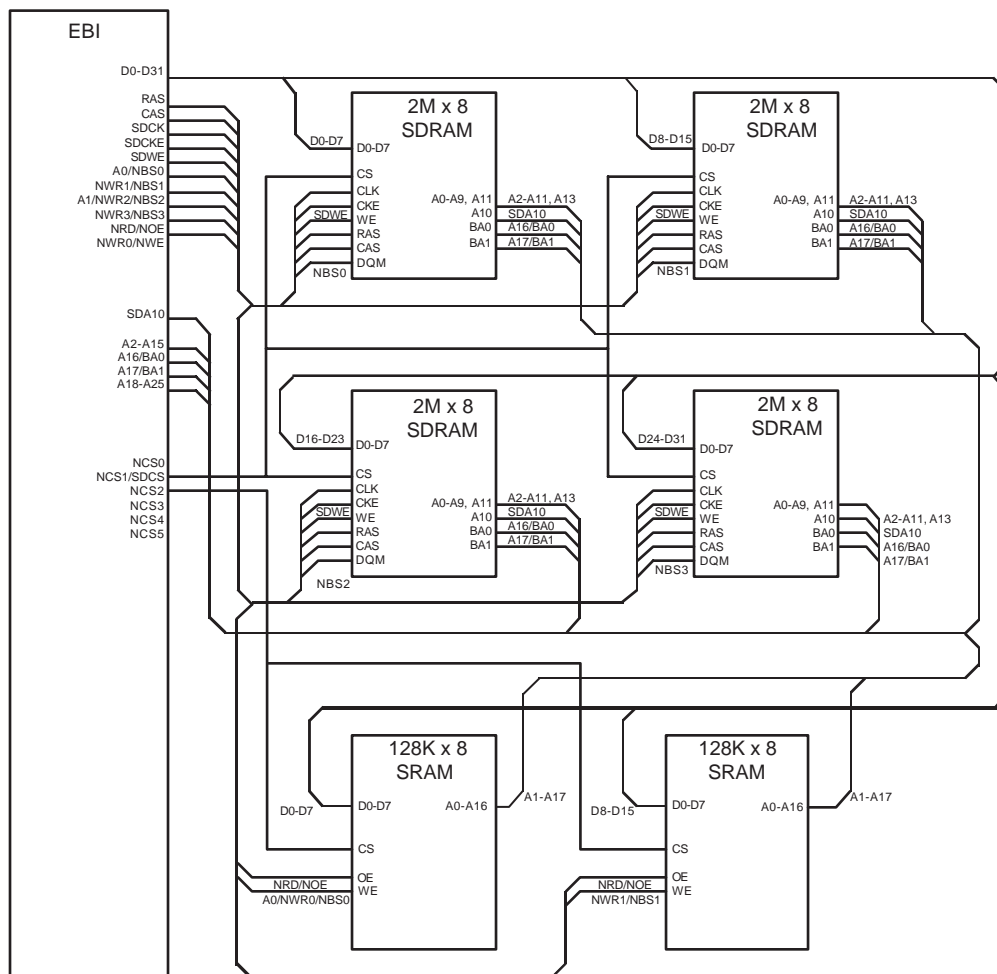 EBI
D0-D31
RAS
CAS
SDCK
SDCKE
SDWE
A0/NBS0
NWR1/NBS1
A1/NWR2/NBS2
NWR3/NBS3
NRD/NOE
NWR0/NWE
SDA10
A2-A15
A16/BA0
A17/BA1
A18-A25
NCS0
NCS1/SDCS
NCS2
NCS3
NCS4
NCS5
2M x 8
SDRAM
D0-D7
D0-D7
CS
CLK
CKE
SDWE
WE
RAS
CAS
DQM
NBS0
A0-A9, A11
A10
BA0
BA1
A2-A11, A13
SDA10
A16/BA0
A17/BA1
2M x 8
SDRAM
D8-D15
D0-D7
CS
CLK
CKE
SDWE
WE
RAS
CAS
DQM
NBS1
A0-A9, A11
A10
BA0
BA1
A2-A11, A13
SDA10
A16/BA0
A17/BA1
2M x 8
SDRAM
D16-D23
D0-D7
CS
CLK
CKE
SDWE
WE
RAS
CAS
DQM
NBS2
A0-A9, A11
A10
BA0
BA1
A2-A11, A13
SDA10
A16/BA0
A17/BA1
2M x 8
SDRAM
D24-D31
D0-D7
CS
CLK
CKE
SDWE
WE
RAS
CAS
DQM
NBS3
A0-A9, A11
A10
BA0
BA1
A2-A11, A13
SDA10
A16/BA0
A17/BA1
128K x 8
SRAM
D0-D7
D0-D7
A0-A16
A1-A17
CS
OE
NRD/NOE
WE
A0/NWR0/NBS0
128K x 8
SRAM
D8-D15
D0-D7
A0-A16
A1-A17
CS
OE
NRD/NOE
WE
NWR1/NBS1